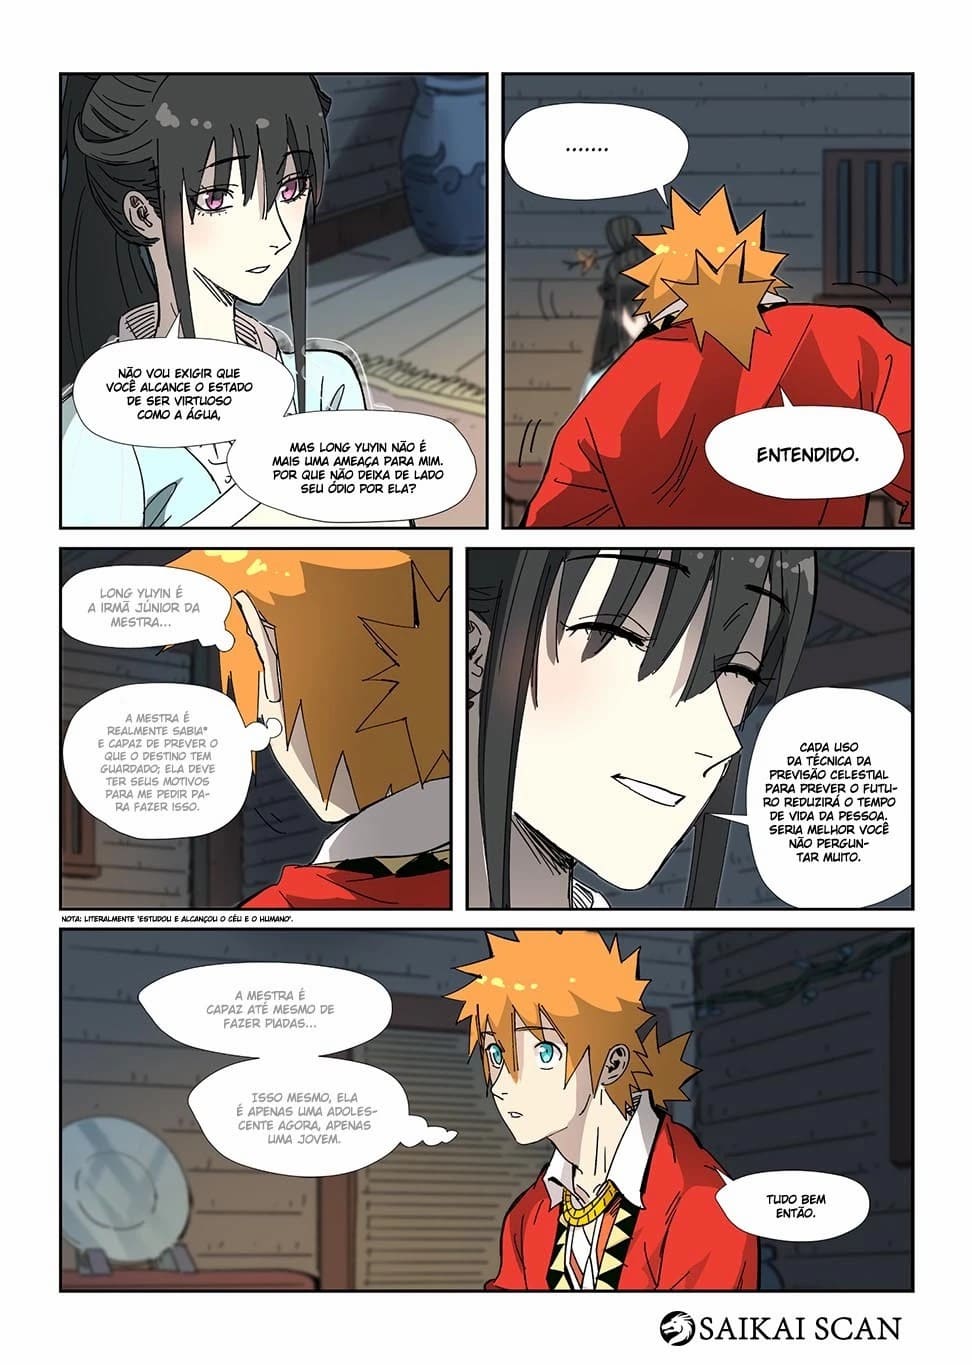 NÃO VOU EXIGIR QUE
VOCÊ ALCANCE O ESTADO
DE SER VIRTUOSO
COMO A ÁGUA,
MAS LONG YUYIN NÃO É
MAIS UMA AMEAÇA PARA MIM.
POR QUE NÃO DEIXA DE LADO
SEU ÓDIO POR ELA?
.......
ENTENDIDO.
LONG YUYIN É
A IRMÃ JÚNIOR DA
MESTRA...
A MESTRA É
REALMENTE SABIA*
E CAPAZ DE PREVER O
QUE O DESTINO TEM
GUARDADO; ELA DEVE
TER SEUS MOTIVOS
PARA ME PEDIR PA-
RA FAZER ISSO.
CADA USO
DA TÉCNICA DA
PREVISÃO CELESTIAL
PARA PREVER O FUTU-
RO REDUZIRÁ O TEMPO
DE VIDA DA PESSOA.
SERIA MELHOR VOCÊ
NÃO PERGUN-
TAR MUITO.
NOTA: LITERALMENTE 'ESTUDOU E ALCANÇOU O CÉU E O HUMANO'.
A MESTRA É
CAPAZ ATÉ MESMO DE
FAZER PIADAS...
ISSO MESMO, ELA
É APENAS UMA ADOLES-
CENTE AGORA, APENAS
UMA JOVEM.
TUDO BEM
ENTÃO.
SAIKAI SCAN